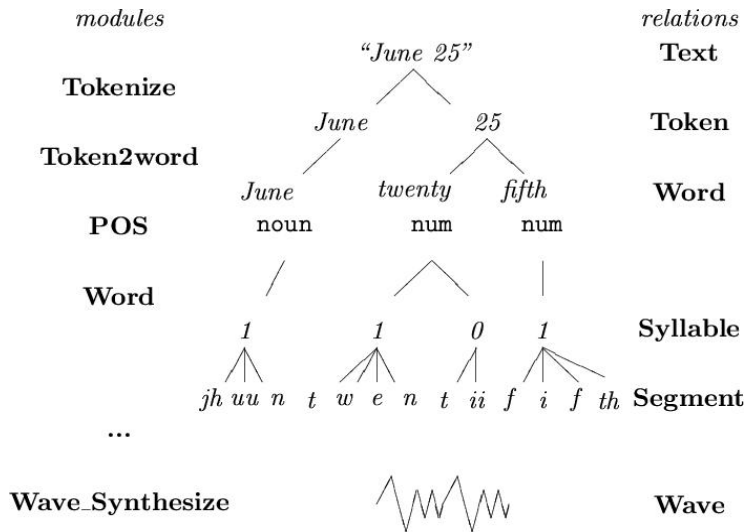 modules relations
“June 25” Text
Tokenize
June 25 Token
Token2word
June twenty fifth Word
POS noun num num
Word
1 1 0 1 Syllable
jh uu n t w e n t ii f i f th Segment
...
Wave_Synthesize Wave